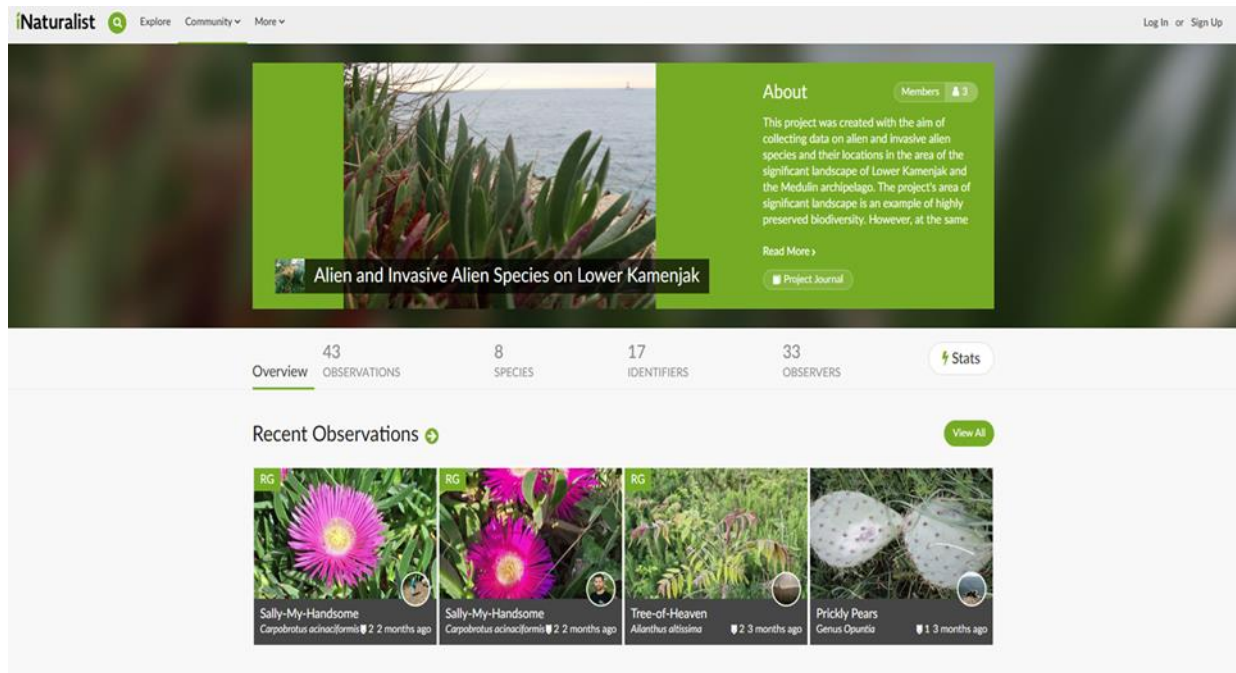 iNaturalist Explore Community More Log In or Sign Up
About Members 3
This project was created with the aim of
collecting data on alien and invasive alien
species and their locations in the area of the
significant landscape of Lower Kamenjak and
the Medulin archipelago. The project's area of
significant landscape is an example of highly
preserved biodiversity. However, at the same
Read More
Alien and Invasive Alien Species on Lower Kamenjak
Project Journal
Overview
43
OBSERVATIONS
8
SPECIES
17
IDENTIFIERS
33
OBSERVERS
Stats
Recent Observations
View All
RG
Sally-My-Handsome
Carpobrotus acinaciformis 2 2 months ago
RG
Sally-My-Handsome
Carpobrotus acinaciformis 2 2 months ago
RG
Tree-of-Heaven
Ailanthus altissima 2 3 months ago
Prickly Pears
Genus Opuntia 1 3 months ago